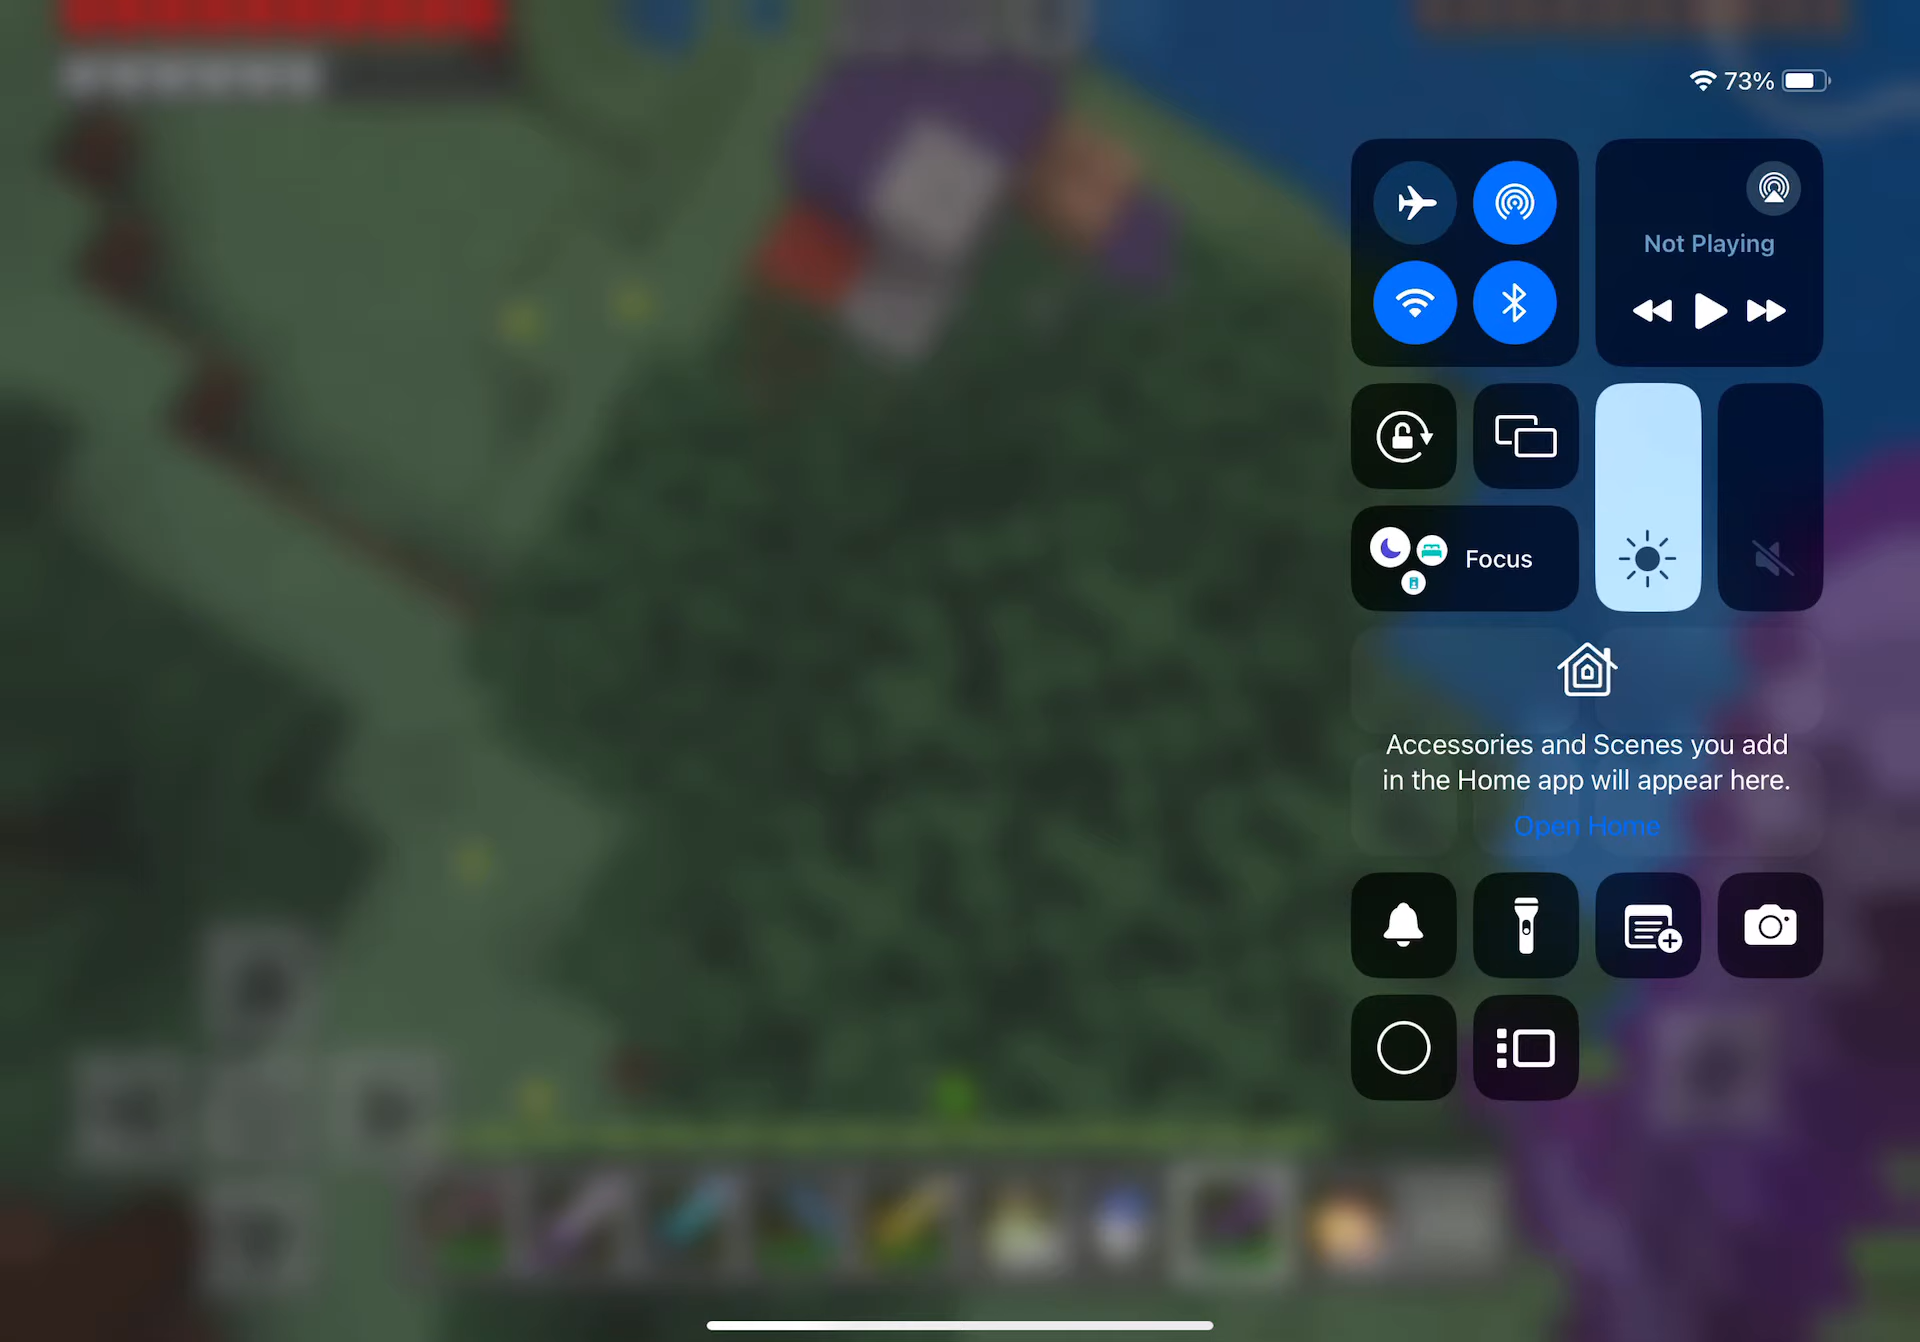 73%
Not Playing
Focus
Accessories and Scenes you add
in the Home app will appear here.
Open Home